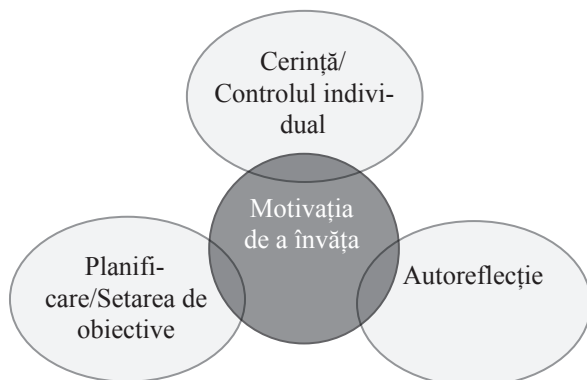 Cerință/
Controlul indivi-
dual
Motivația
de a învăța
Planifi-
care/Setarea de
obiective
Autoreflecție